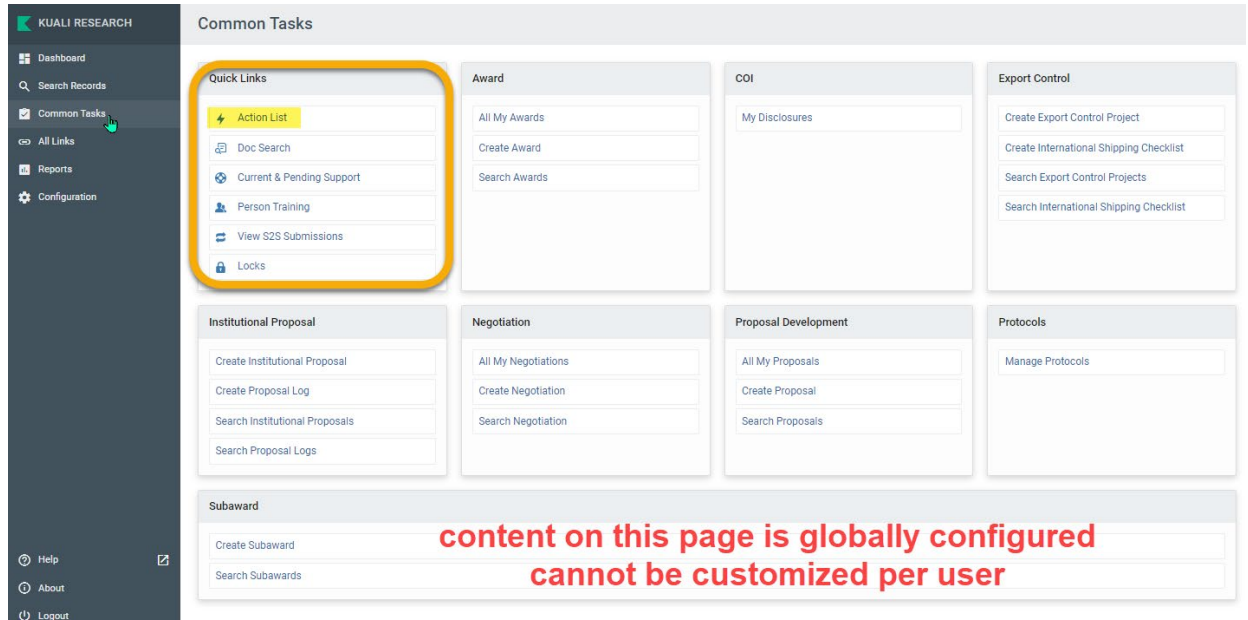 KUALI RESEARCH
Dashboard
Search Records
Common Tasks
All Links
Reports
Configuration
Help
About
Logout
Common Tasks
Quick Links
Action List
Doc Search
Current & Pending Support
Person Training
View S2S Submissions
Locks
Award
All My Awards
Create Award
Search Awards
COI
My Disclosures
Export Control
Create Export Control Project
Create International Shipping Checklist
Search Export Control Projects
Search International Shipping Checklist
Institutional Proposal
Create Institutional Proposal
Create Proposal Log
Search Institutional Proposals
Search Proposal Logs
Negotiation
All My Negotiations
Create Negotiation
Search Negotiation
Proposal Development
All My Proposals
Create Proposal
Search Proposals
Protocols
Manage Protocols
Subaward
Create Subaward
Search Subawards
content on this page is globally configured
cannot be customized per user